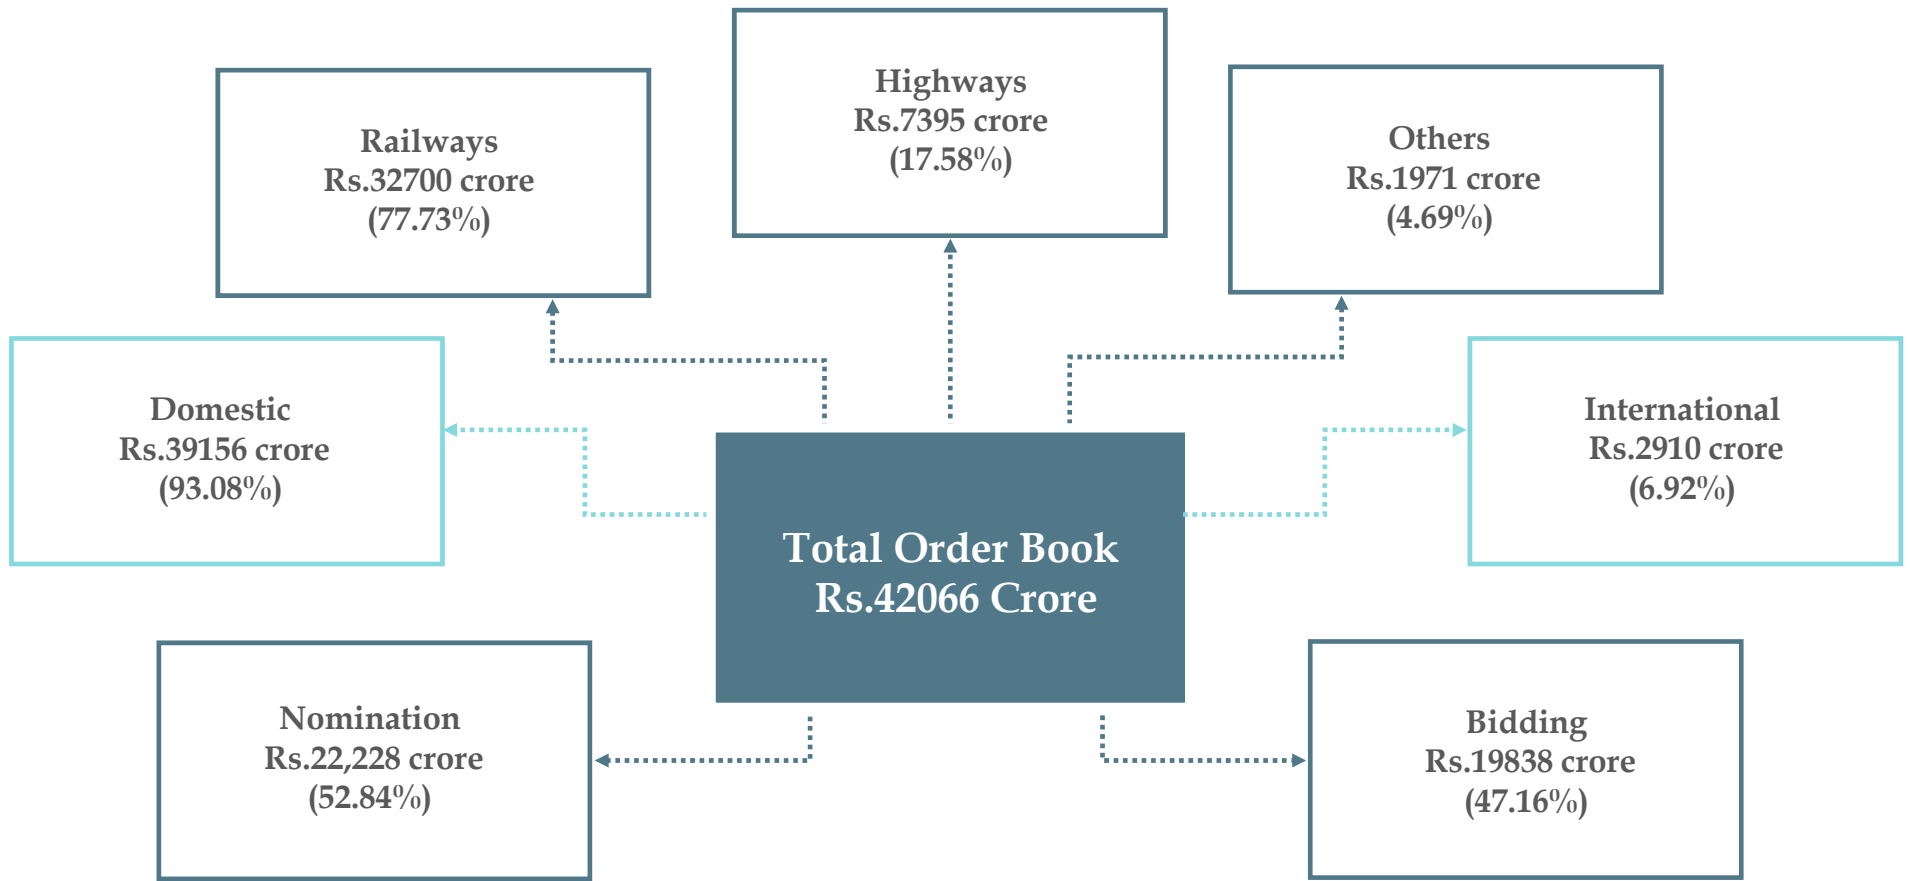 Highways
Rs.7395 crore
(17.58%)
Railways
Rs.32700 crore
(77.73%)
Others
Rs.1971 crore
(4.69%)
Domestic
Rs.39156 crore
(93.08%)
International
Rs.2910 crore
(6.92%)
Total Order Book
Rs.42066 Crore
Nomination
Rs.22,228 crore
(52.84%)
Bidding
Rs.19838 crore
(47.16%)